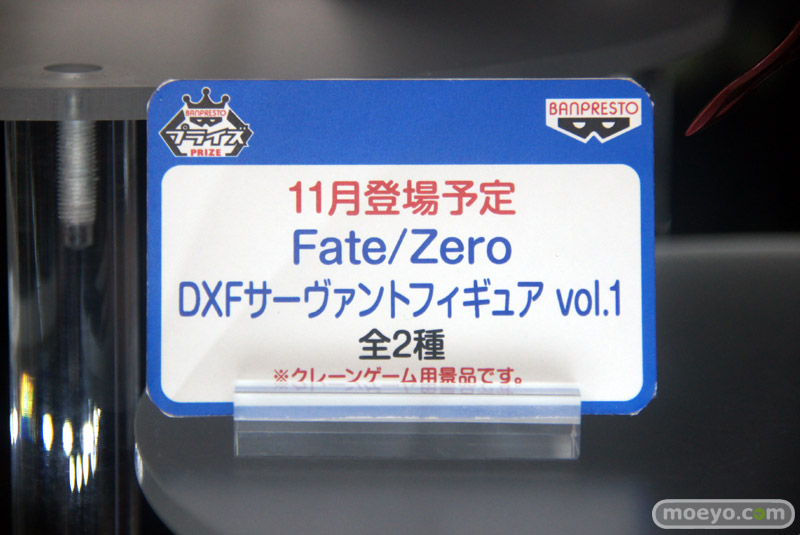 BANPRESTO
プライズ
PRIZE
BANPRESTO
11月登場予定
Fate/Zero
DXFサーヴァントフィギュア vol.1
全2種
※クレーンゲーム用景品です。
moeyo.com